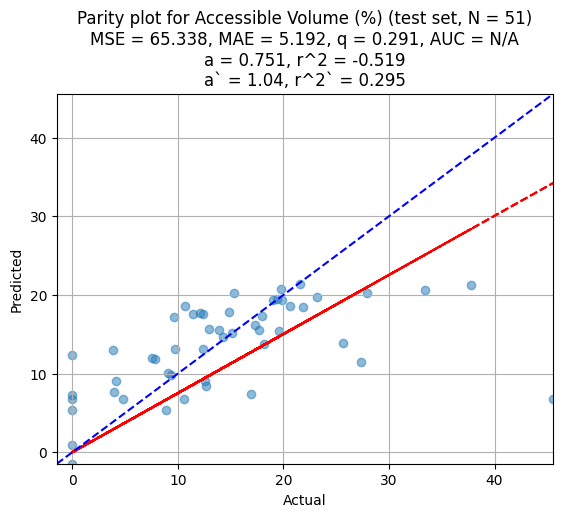 Parity plot for Accessible Volume (%) (test set, N = 51)
MSE = 65.338, MAE = 5.192, q = 0.291, AUC = N/A
a = 0.751, r^2 = -0.519
a` = 1.04, r^2` = 0.295
40
30
20
10
0
Predicted
0 10 20 30 40
Actual